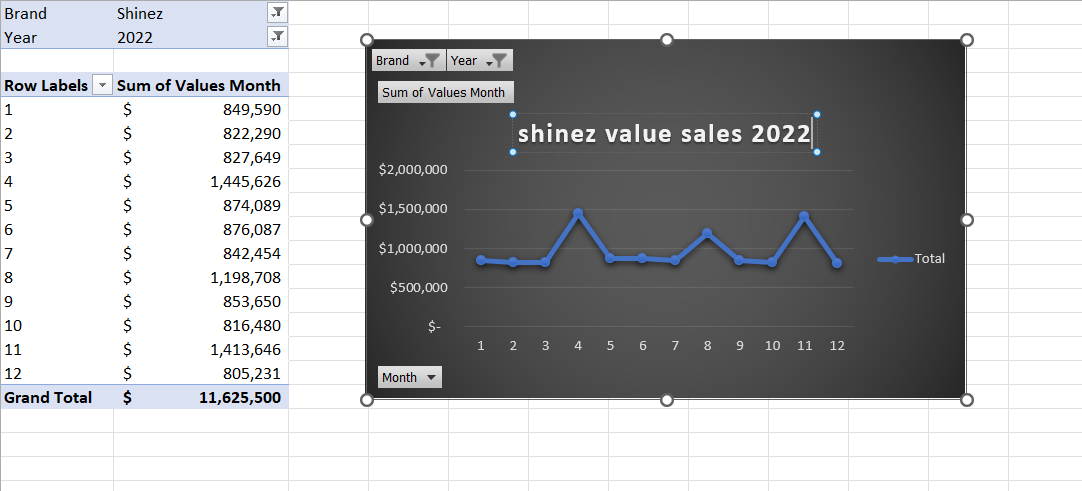 Brand Shinez
Year 2022
Row Labels Sum of Values Month
1 $ 849,590
2 $ 822,290
3 $ 827,649
4 $ 1,445,626
5 $ 874,089
6 $ 876,087
7 $ 842,454
8 $ 1,198,708
9 $ 853,650
10 $ 816,480
11 $ 1,413,646
12 $ 805,231
Grand Total $ 11,625,500
Brand Year
Sum of Values Month
shinez value sales 2022
$2,000,000
$1,500,000
$1,000,000
$500,000
$-
1 2 3 4 5 6 7 8 9 10 11 12
Total
Month